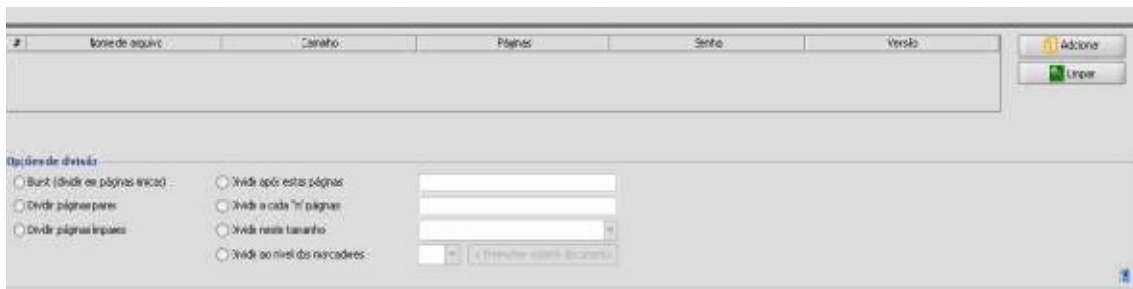 # Nome de arquivo Caminho Páginas Senha Versão
Adicionar
Limpar
Opções de divisão
Burst (dividir em páginas únicas)
Dividir após estas páginas
Dividir páginas pares
Dividir a cada "n" páginas
Dividir páginas ímpares
Dividir neste tamanho
Dividir ao nível dos marcadores